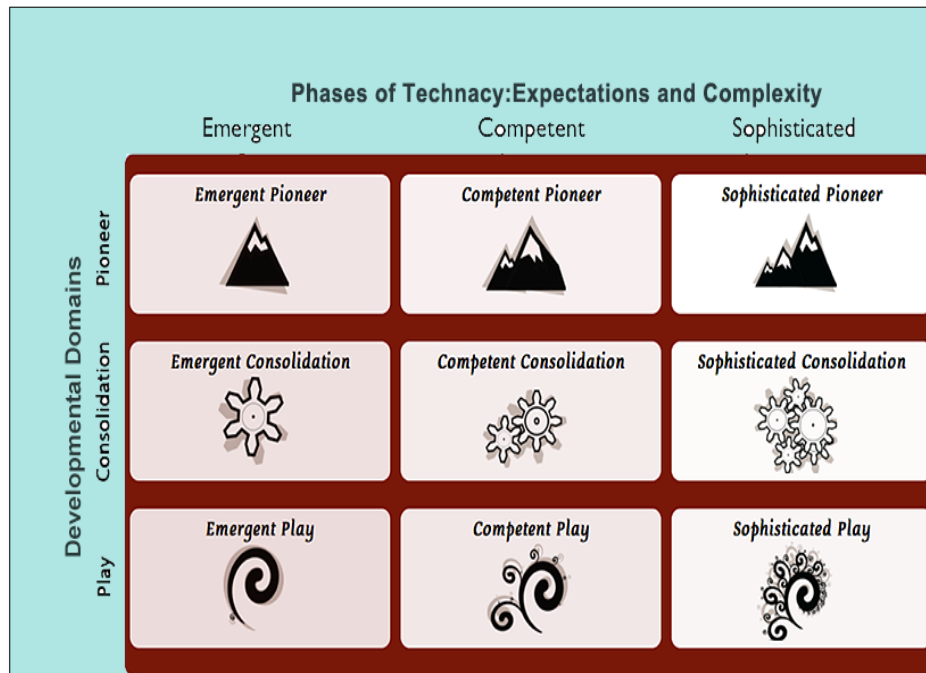 Phases of Technacy:Expectations and Complexity
Emergent
Competent
Sophisticated
Developmental Domains
Pioneer
Emergent Pioneer
Competent Pioneer
Sophisticated Pioneer
Consolidation
Emergent Consolidation
Competent Consolidation
Sophisticated Consolidation
Play
Emergent Play
Competent Play
Sophisticated Play